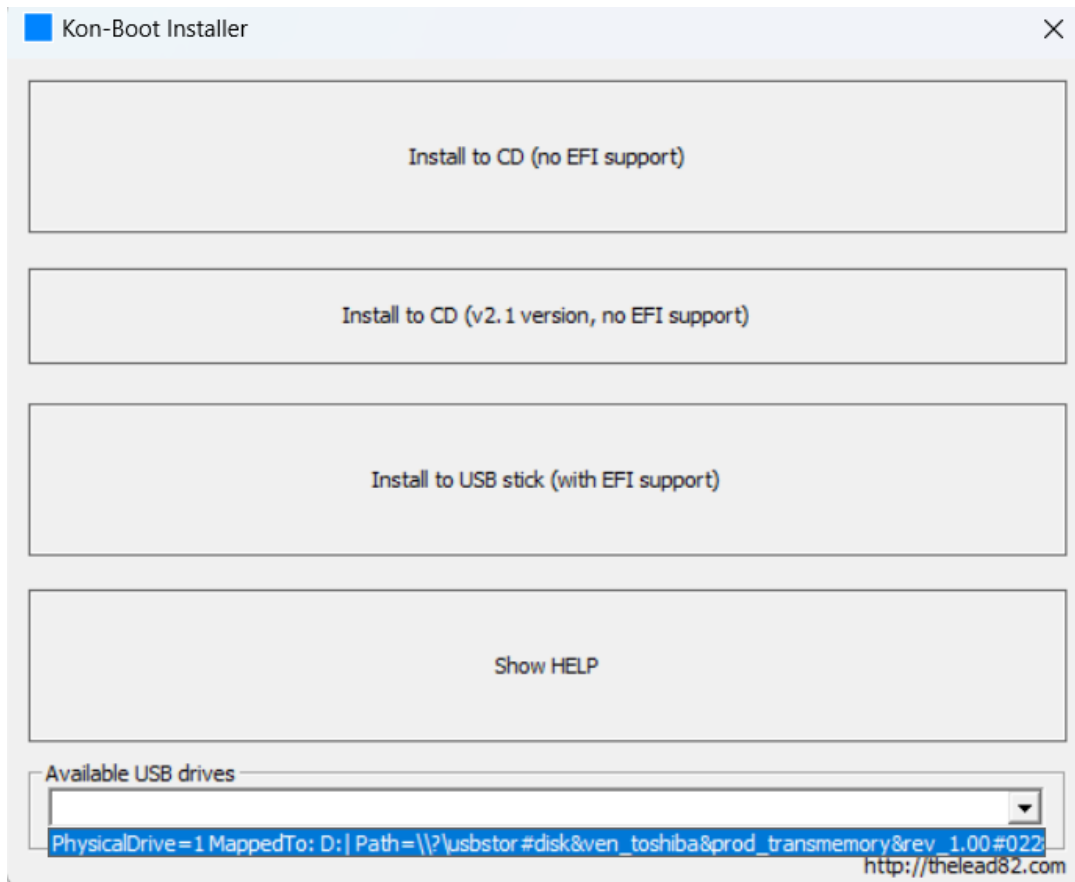 Kon-Boot Installer
Install to CD (no EFI support)
Install to CD (v2.1 version, no EFI support)
Install to USB stick (with EFI support)
Show HELP
Available USB drives
PhysicalDrive=1 MappedTo: D:| Path=\\?\usbstor#disk&ven_toshiba&prod_transmemory&rev_1.00#022
http://thelead82.com